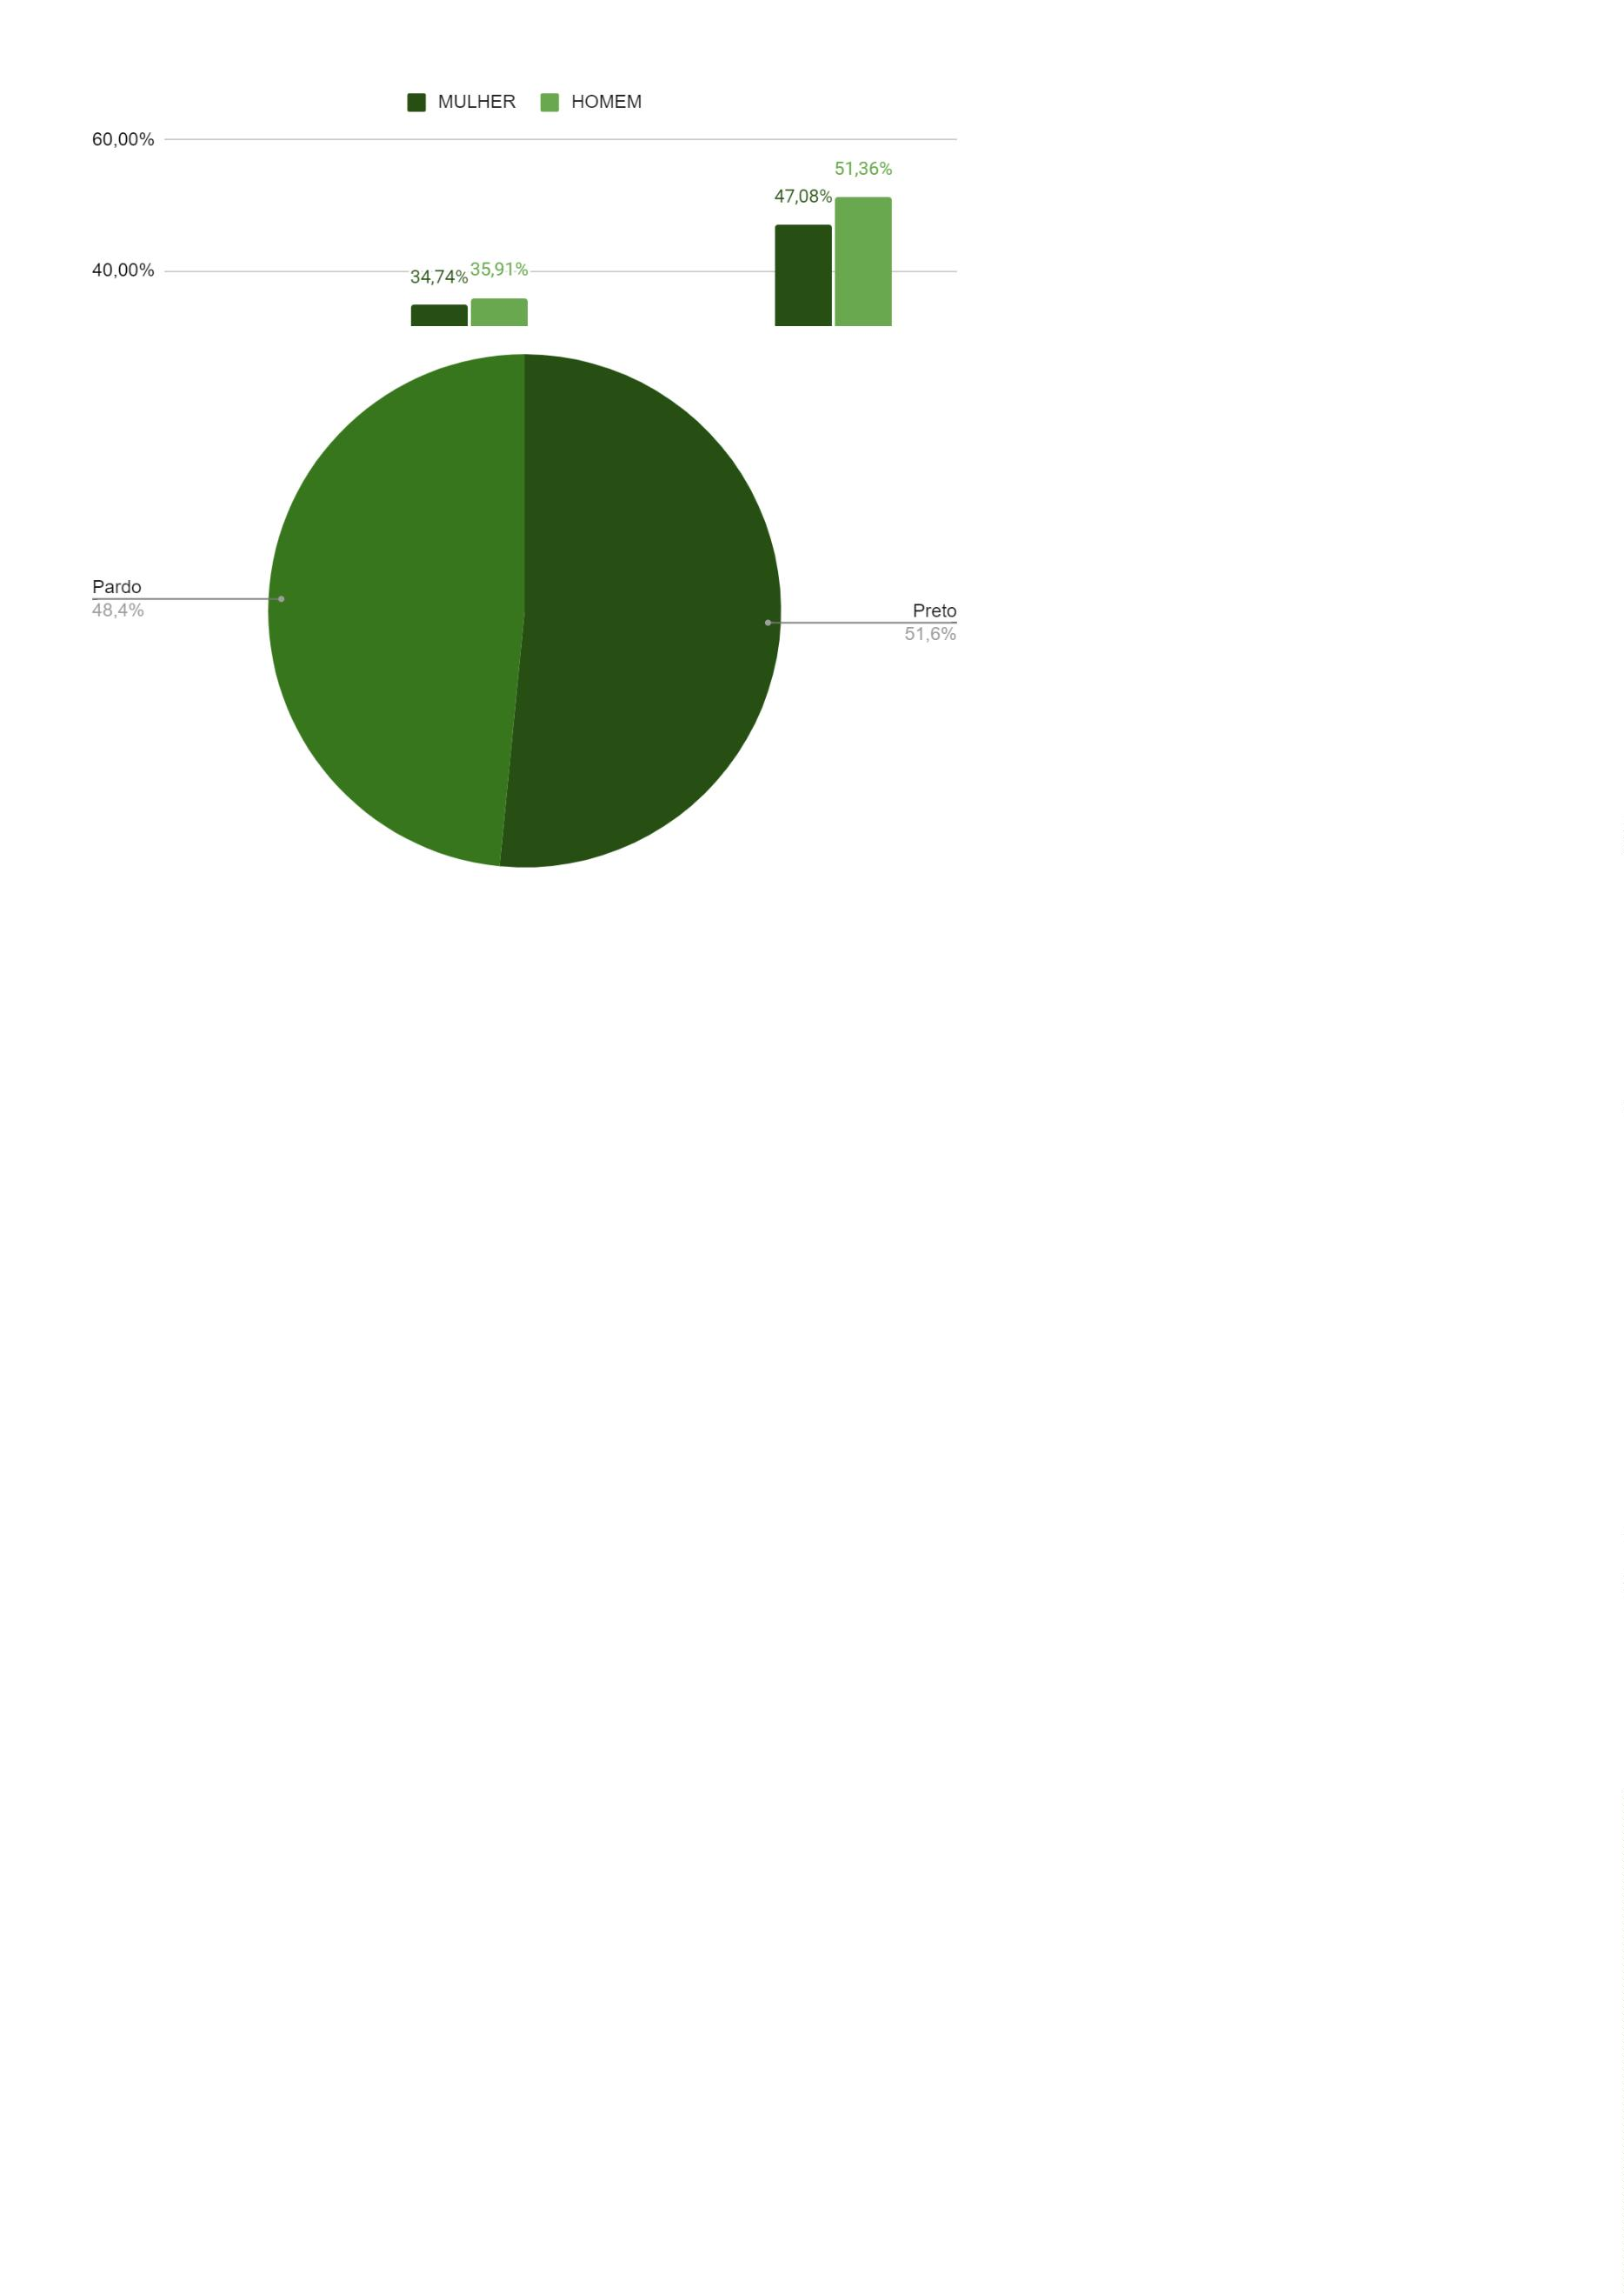 MULHER HOMEM
60,00%
51,36%
47,08%
40,00%
34,74% 35,91%
Pardo
48,4%
Preto
51,6%